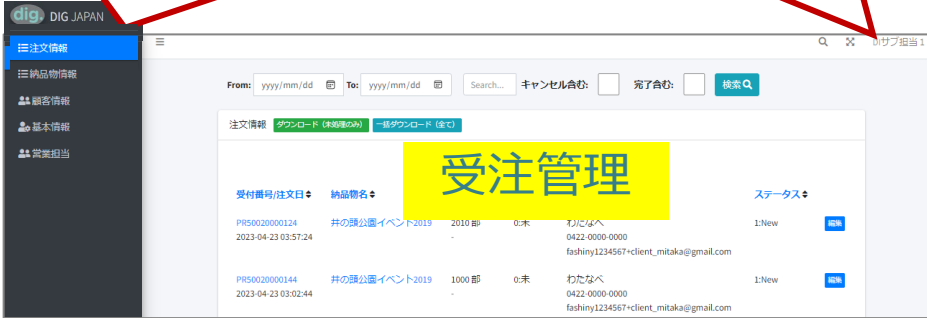 dig. DIG JAPAN
注文情報
納品物情報
顧客情報
基本情報
営業担当
DIサブ担当1
From: yyyy/mm/dd To: yyyy/mm/dd Search... キャンセル含む: 完了含む: 検索
注文情報 ダウンロード (未処理のみ) 一括ダウンロード (全て)
受注管理
受付番号/注文日 納品物名 ステータス
PR50020000124 井の頭公園イベント2019 2010 部 0:未 わたなべ 1:New 編集
2023-04-23 03:57:24 - 0422-0000-0000
fashiny1234567+client_mitaka@gmail.com
PR50020000144 井の頭公園イベント2019 1000 部 0:未 わたなべ 1:New 編集
2023-04-23 03:02:44 - 0422-0000-0000
fashiny1234567+client_mitaka@gmail.com